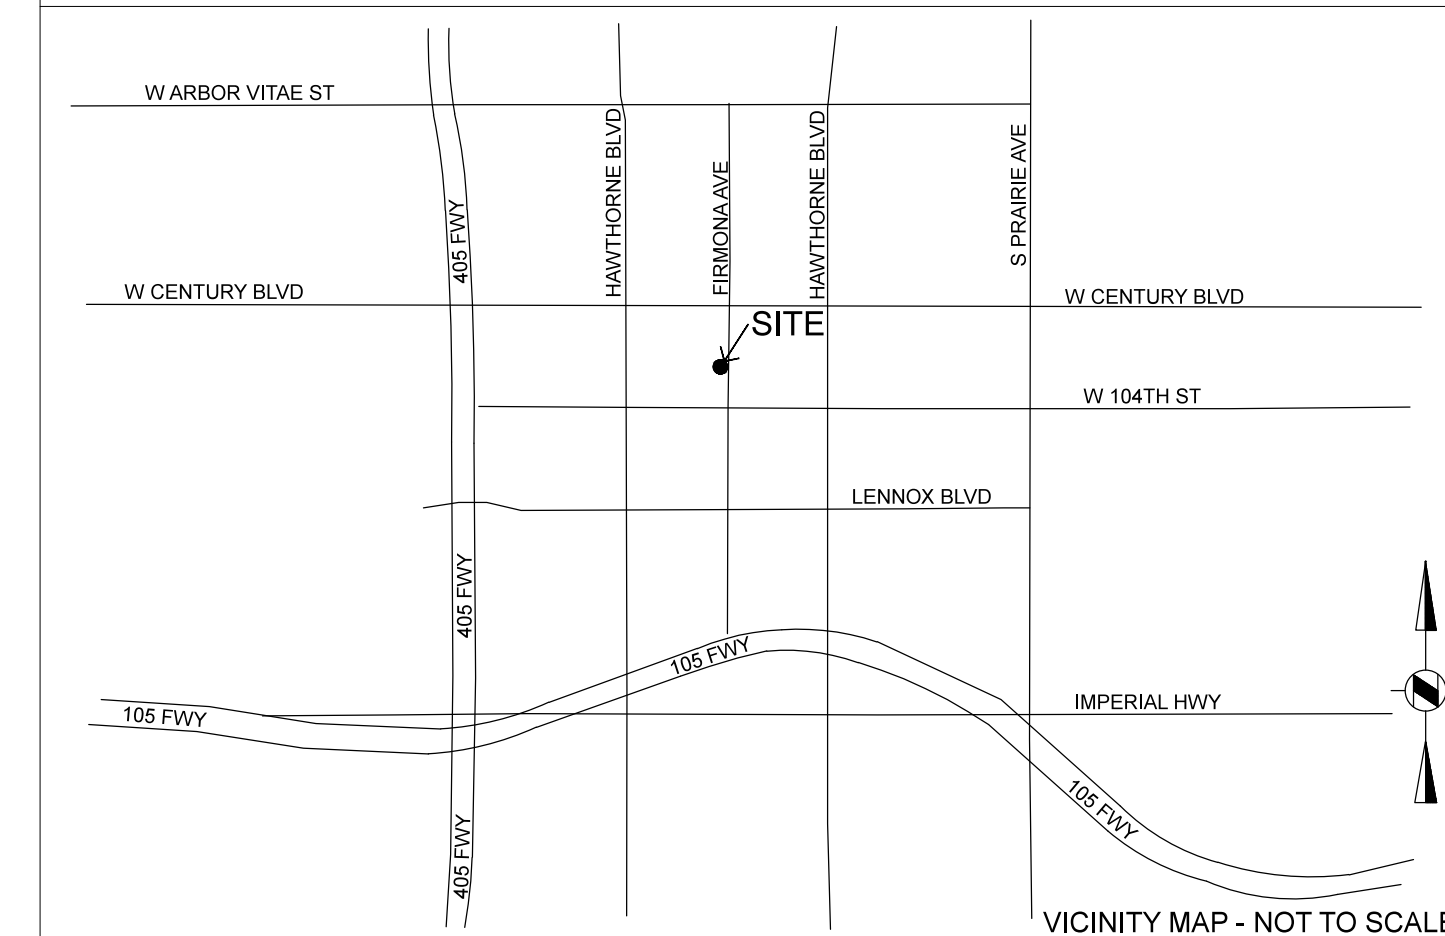 W ARBOR VITAE ST
HAWTHORNE BLVD
FIRMONA AVE
HAWTHORNE BLVD
S PRAIRIE AVE
405 FWY
W CENTURY BLVD
W CENTURY BLVD
SITE
W 104TH ST
LENNOX BLVD
405 FWY
105 FWY
IMPERIAL HWY
105 FWY
105 FWY
405 FWY
VICINITY MAP - NOT TO SCALE